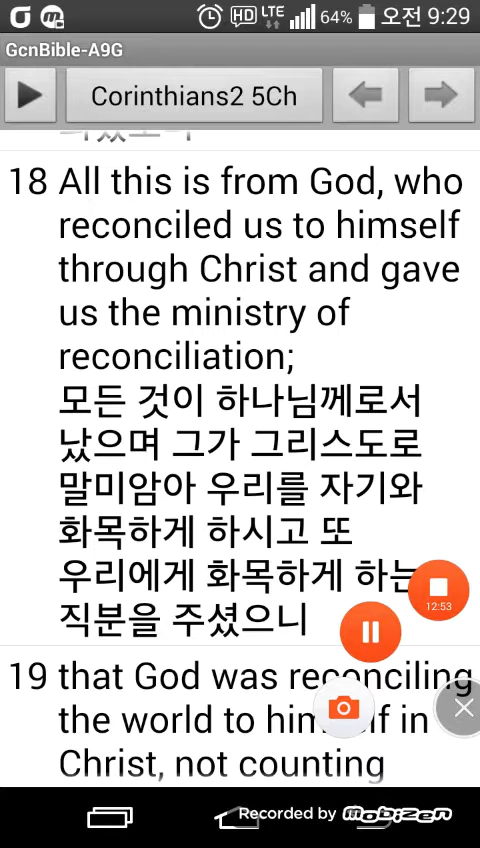 HD LTE 64% 오전 9:29
GcnBible-A9G
Corinthians2 5Ch
18 All this is from God, who
reconciled us to himself
through Christ and gave
us the ministry of
reconciliation;
모든 것이 하나님께로서
났으며 그가 그리스도로
말미암아 우리를 자기와
화목하게 하시고 또
우리에게 화목하게 하는
직분을 주셨으니
12:53
19 that God was reconciling
the world to himself in
Christ, not counting
Recorded by Mobizen